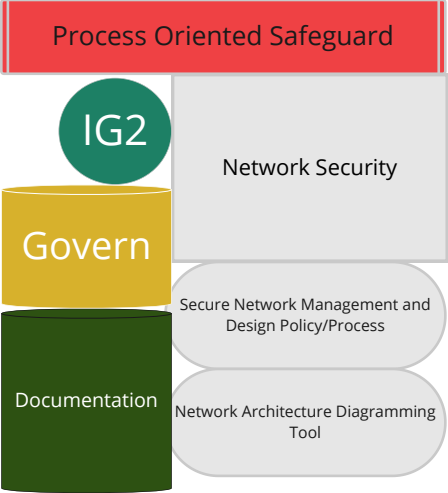 Process Oriented Safeguard
IG2
Network Security
Govern
Secure Network Management and
Design Policy/Process
Documentation
Network Architecture Diagramming
Tool